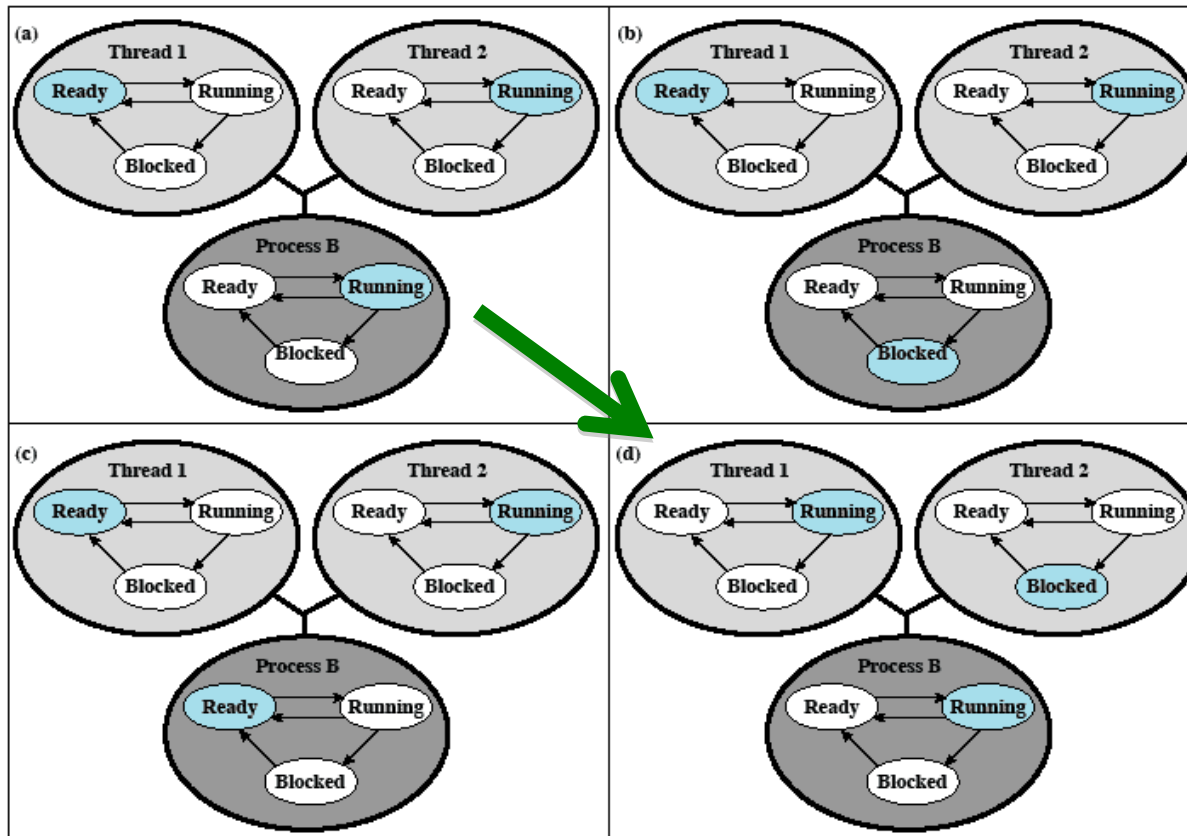 (a)
Thread 1
Thread 2
Ready
Running
Ready
Running
Blocked
Blocked
Process B
Ready
Running
Blocked
(b)
Thread 1
Thread 2
Ready
Running
Ready
Running
Blocked
Blocked
Process B
Ready
Running
Blocked
(c)
Thread 1
Thread 2
Ready
Running
Ready
Running
Blocked
Blocked
Process B
Ready
Running
Blocked
(d)
Thread 1
Thread 2
Ready
Running
Ready
Running
Blocked
Blocked
Process B
Ready
Running
Blocked